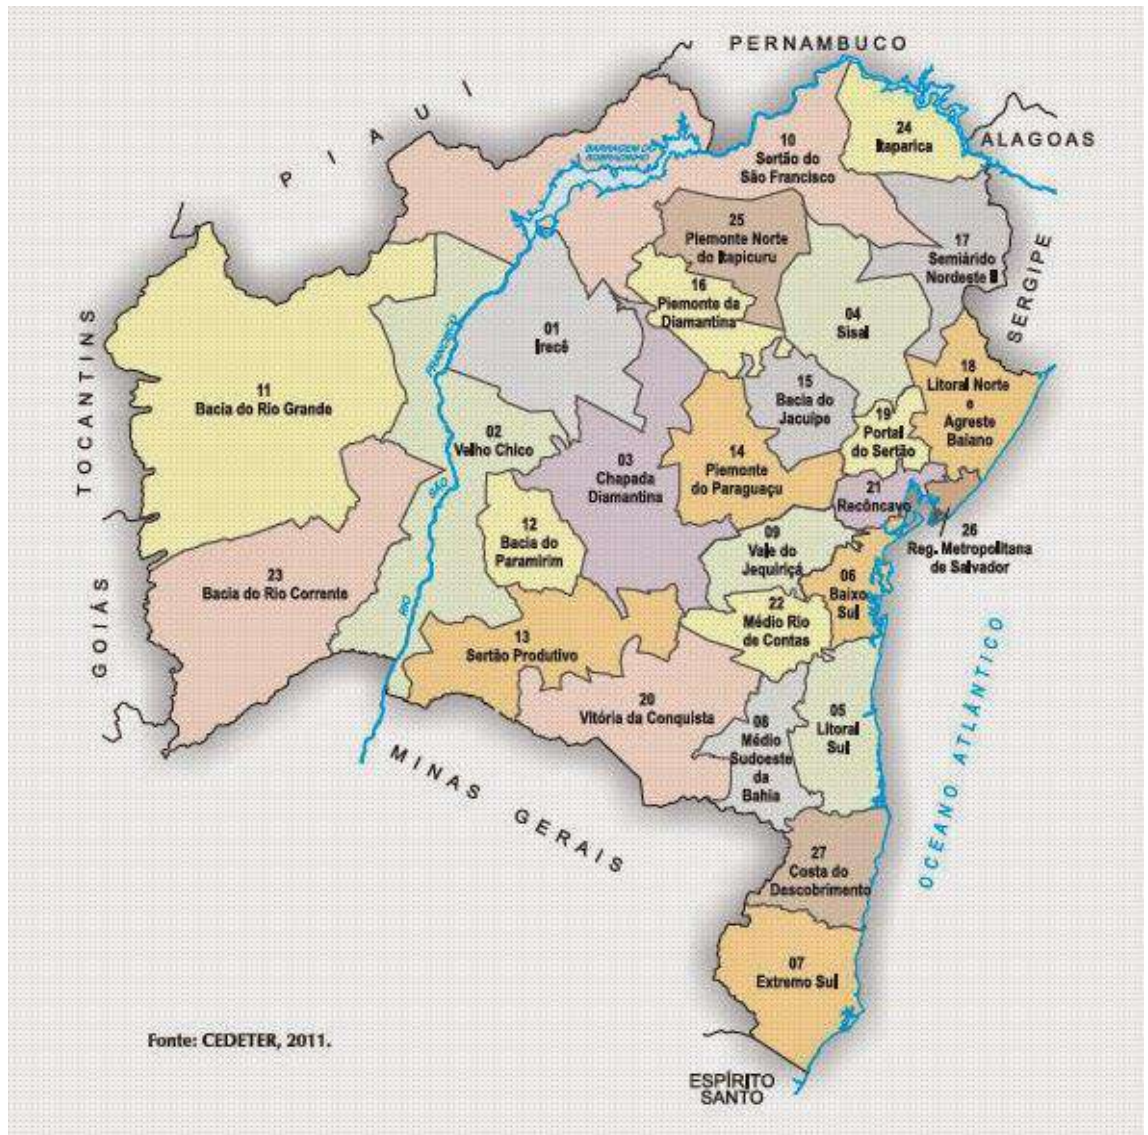 PERNAMBUCO
PIAUÍ
ALAGOAS
SERGIPE
TOCANTINS
GOIÁS
MINAS GERAIS
ESPÍRITO
SANTO
OCEANO ATLÂNTICO
BARRAGEM DO
SOBRADINHO
RIO SÃO FRANCISCO
24
Itaparica
10
Sertão do
São Francisco
25
Piemonte Norte
do Itapicuru
17
Semiárido
Nordeste II
16
Piemonte da
Diamantina
04
Sisal
01
Irecê
18
Litoral Norte
e
Agreste
Baiano
11
Bacia do Rio Grande
15
Bacia do
Jacuípe
19
Portal
do Sertão
02
Velho Chico
03
Chapada
Diamantina
14
Piemonte
do Paraguaçu
21
Recôncavo
26
Reg. Metropolitana
de Salvador
12
Bacia do
Paramirim
09
Vale do
Jequiriçá
06
Baixo
Sul
23
Bacia do Rio Corrente
22
Médio Rio
de Contas
13
Sertão Produtivo
20
Vitória da Conquista
08
Médio
Sudoeste
da
Bahia
05
Litoral
Sul
27
Costa do
Descobrimento
07
Extremo Sul
Fonte: CEDETER, 2011.